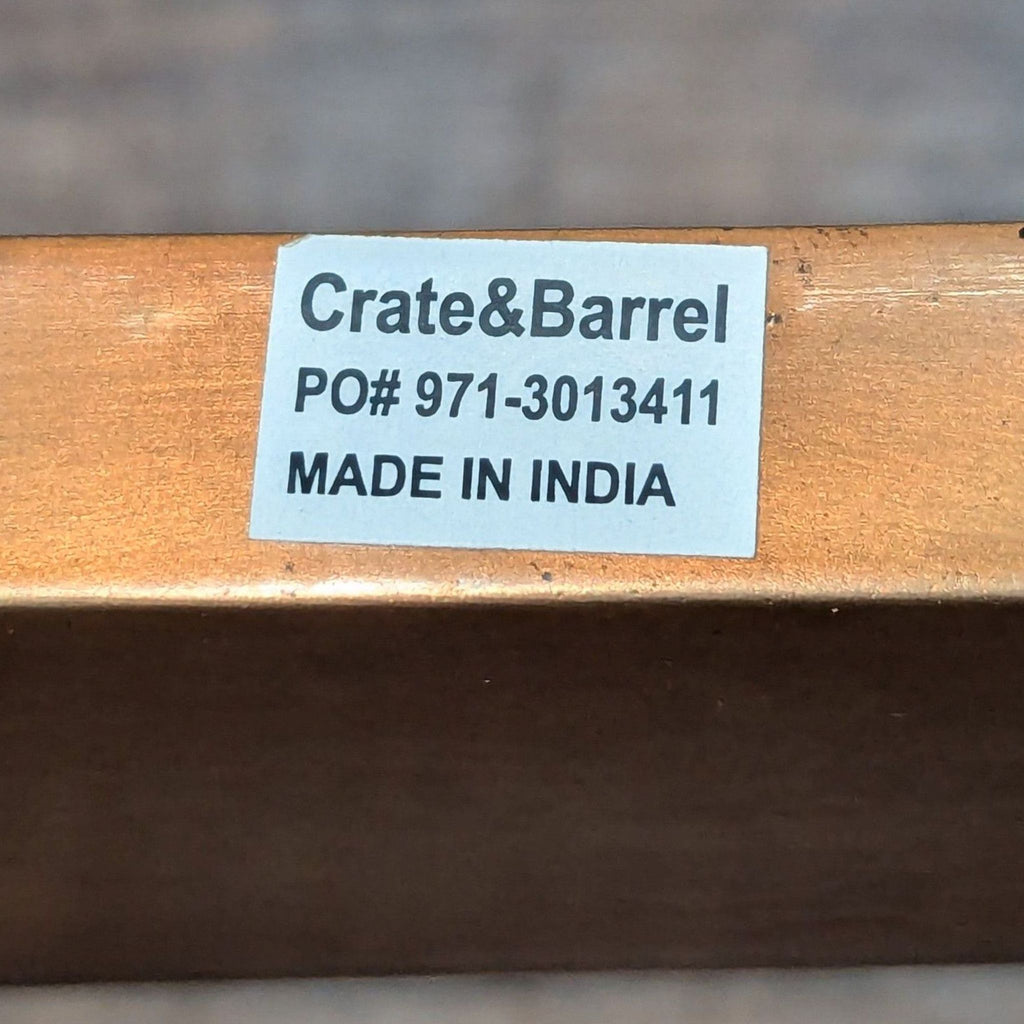 Crate&Barrel
PO# 971-3013411
MADE IN INDIA